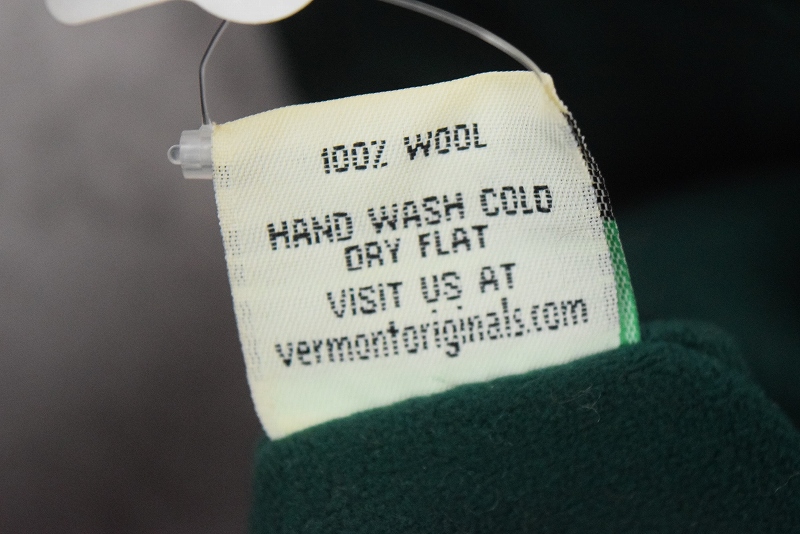 100% WOOL
HAND WASH COLD
DRY FLAT
VISIT US AT
vermontoriginals.com